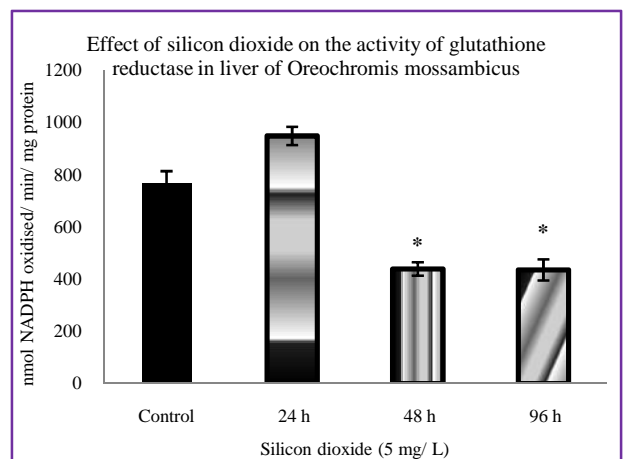 Effect of silicon dioxide on the activity of glutathione
reductase in liver of Oreochromis mossambicus
nmol NADPH oxidised/ min/ mg protein
1200
1000
800
600
400
200
0
*
*
Control 24 h 48 h 96 h
Silicon dioxide (5 mg/ L)